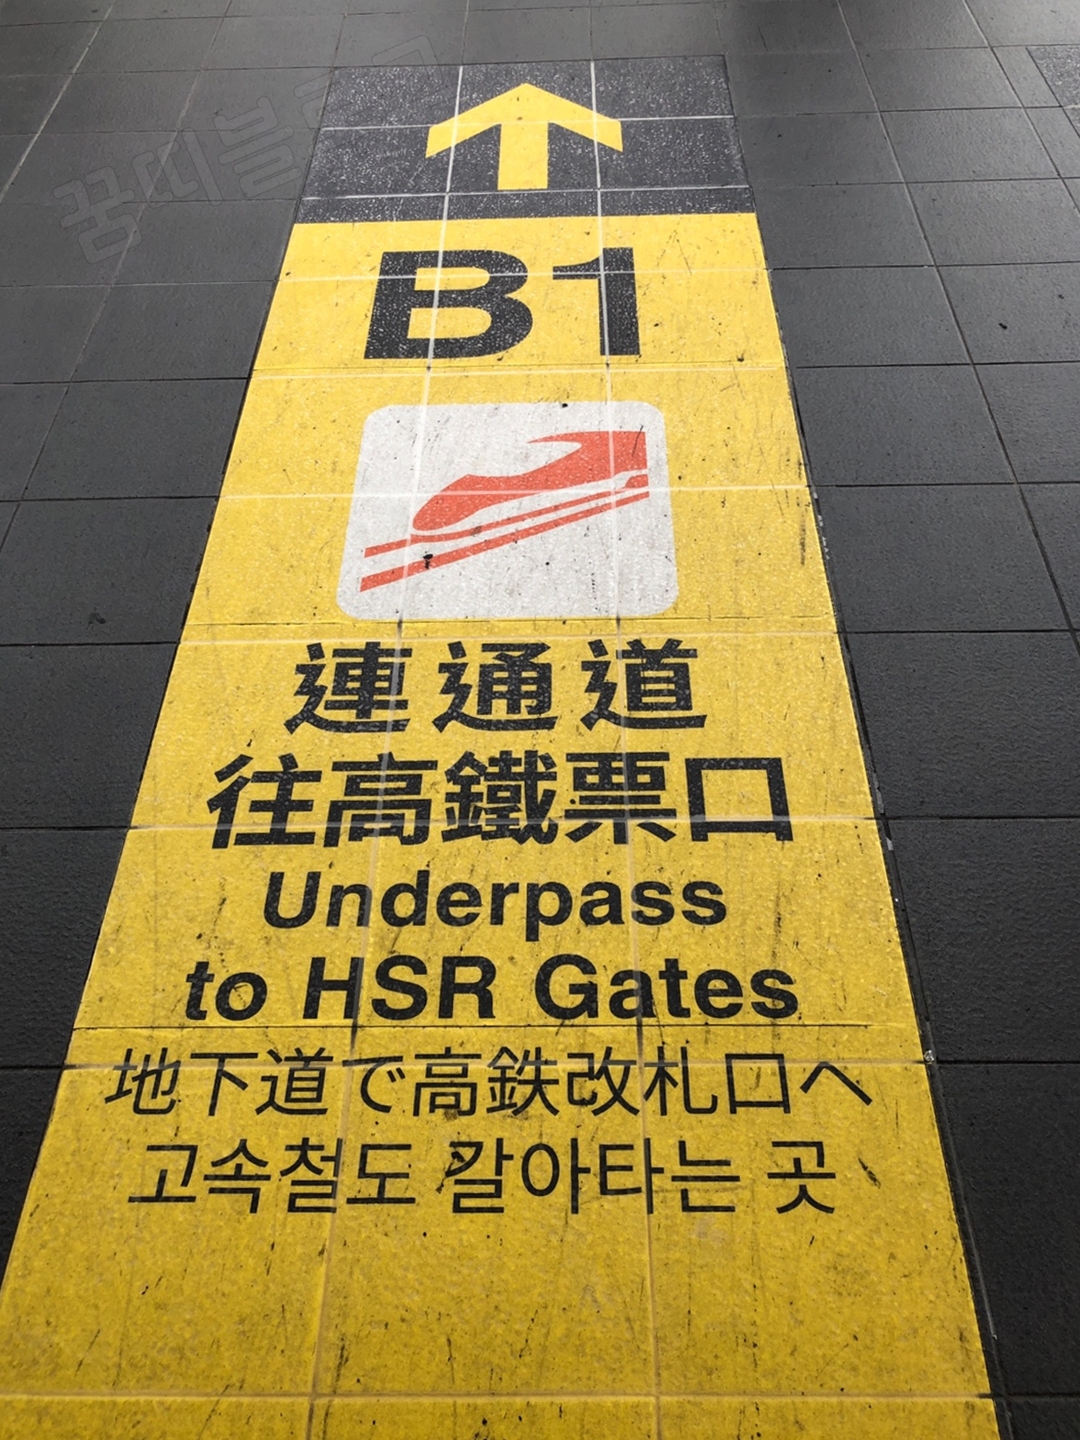 B1
連通道
往高鐵票口
Underpass
to HSR Gates
地下道で高鉄改札口へ
고속철도 칼아타는 곳